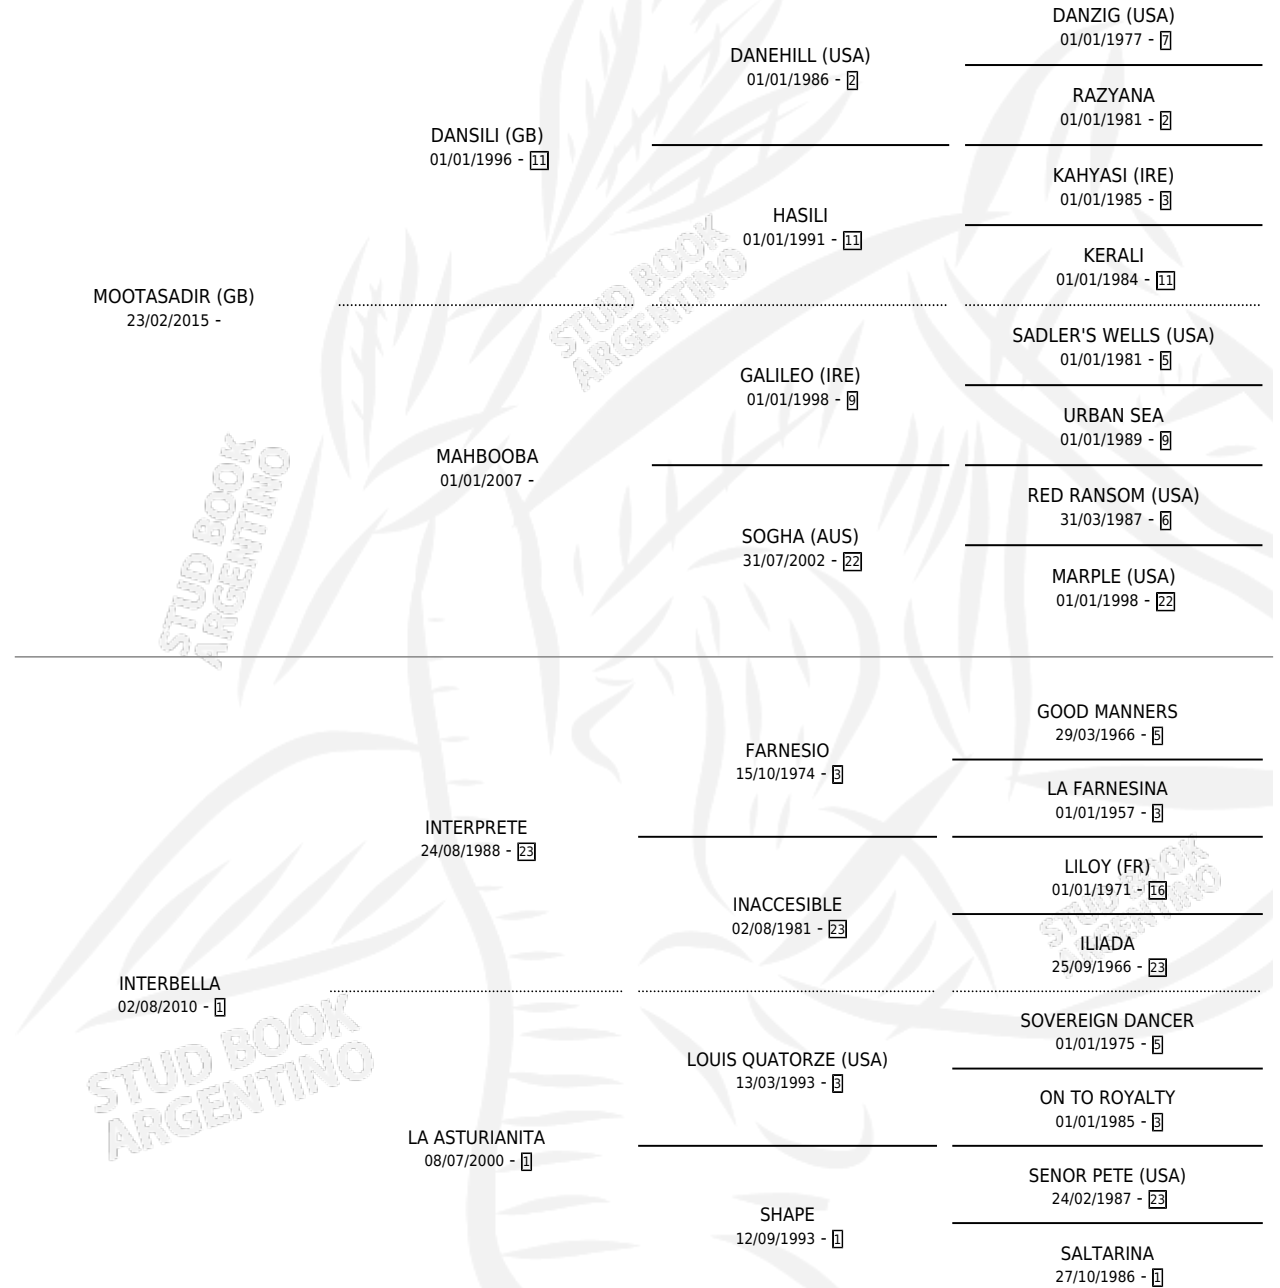 DANZIG (USA)
01/01/1977 - 7
DANEHILL (USA)
01/01/1986 - 2
RAZYANA
01/01/1981 - 2
DANSILI (GB)
01/01/1996 - 11
KAHYASI (IRE)
01/01/1985 - 3
HASILI
01/01/1991 - 11
KERALI
01/01/1984 - 11
MOOTASADIR (GB)
23/02/2015 -
SADLER'S WELLS (USA)
01/01/1981 - 5
GALILEO (IRE)
01/01/1998 - 9
URBAN SEA
01/01/1989 - 9
MAHBOOBA
01/01/2007 -
RED RANSOM (USA)
31/03/1987 - 6
SOGHA (AUS)
31/07/2002 - 22
MARPLE (USA)
01/01/1998 - 22
STUD BOOK
ARGENTINO
STUD BOOK
ARGENTINO
GOOD MANNERS
29/03/1966 - 5
FARNESIO
15/10/1974 - 3
LA FARNESINA
01/01/1957 - 3
INTERPRETE
24/08/1988 - 23
LILOY (FR)
01/01/1971 - 16
INACCESIBLE
02/08/1981 - 23
ILIADA
25/09/1966 - 23
INTERBELLA
02/08/2010 - 1
SOVEREIGN DANCER
01/01/1975 - 5
LOUIS QUATORZE (USA)
13/03/1993 - 3
ON TO ROYALTY
01/01/1985 - 3
LA ASTURIANITA
08/07/2000 - 1
SENOR PETE (USA)
24/02/1987 - 23
SHAPE
12/09/1993 - 1
SALTARINA
27/10/1986 - 1
STUD BOOK
ARGENTINO
STUD BOOK
ARGENTINO